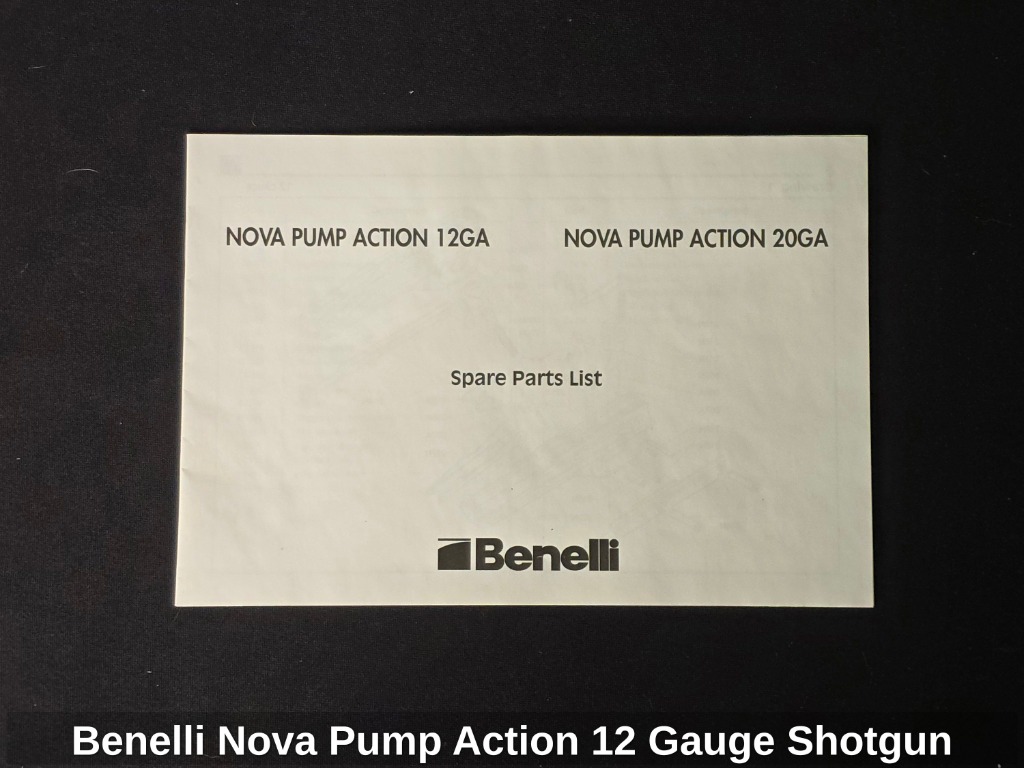 NOVA PUMP ACTION 12GA NOVA PUMP ACTION 20GA
Spare Parts List
Benelli
Benelli Nova Pump Action 12 Gauge Shotgun